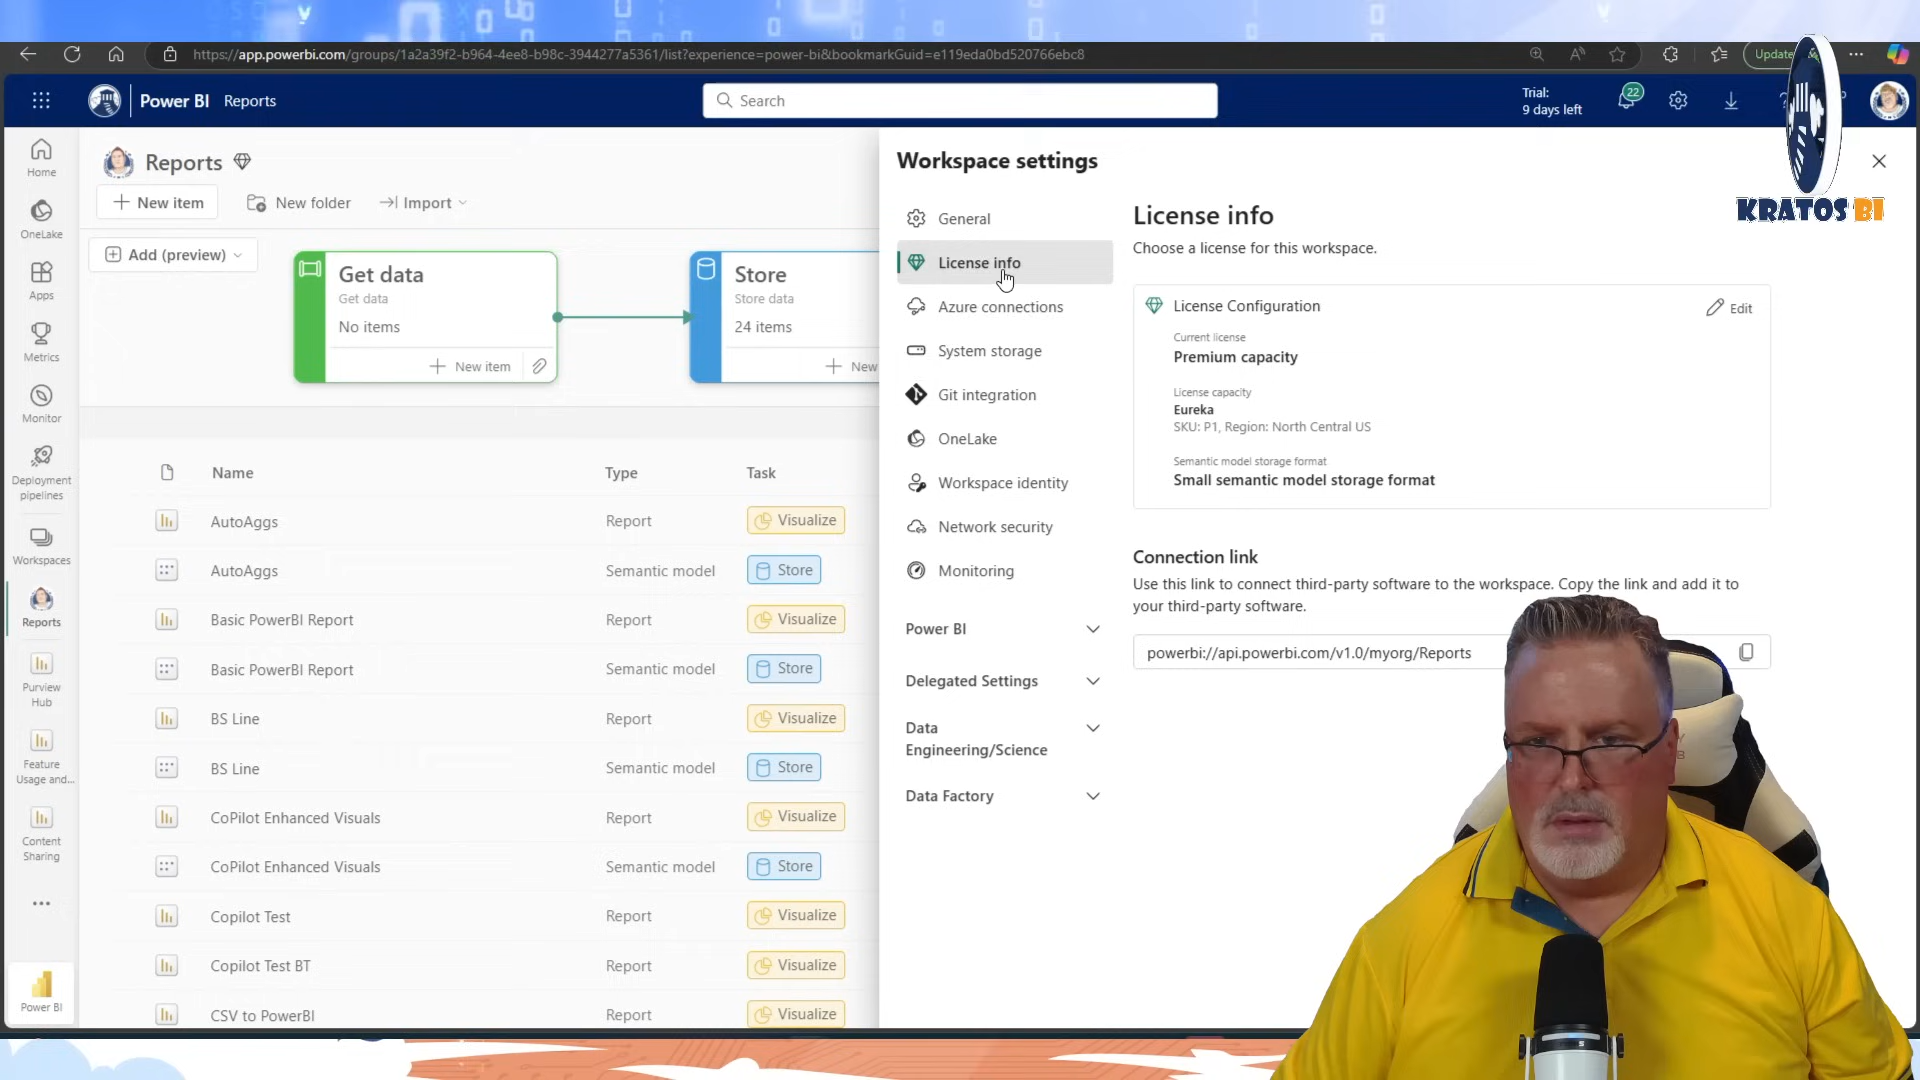 https://app.powerbi.com/groups/1a2a39f2-b964-4ee8-b98c-3944277a5361/list?experience=power-bi&bookmarkGuid=e119eda0bd520766ebc8
Update
Power BI
Reports
Search
Trial:
9 days left
22
KRATOS BI
Home
OneLake
Apps
Metrics
Monitor
Deployment
pipelines
Workspaces
Reports
Purview
Hub
Feature
Usage and...
Content
Sharing
Power BI
Reports
New item
New folder
Import
Add (preview)
Get data
Get data
No items
New item
Store
Store data
24 items
New
Name
Type
Task
AutoAggs
Report
Visualize
AutoAggs
Semantic model
Store
Basic PowerBI Report
Report
Visualize
Basic PowerBI Report
Semantic model
Store
BS Line
Report
Visualize
BS Line
Semantic model
Store
CoPilot Enhanced Visuals
Report
Visualize
CoPilot Enhanced Visuals
Semantic model
Store
Copilot Test
Report
Visualize
Copilot Test BT
Report
Visualize
CSV to PowerBI
Report
Visualize
Workspace settings
General
License info
Azure connections
System storage
Git integration
OneLake
Workspace identity
Network security
Monitoring
Power BI
Delegated Settings
Data
Engineering/Science
Data Factory
License info
Choose a license for this workspace.
License Configuration
Edit
Current license
Premium capacity
License capacity
Eureka
SKU: P1, Region: North Central US
Semantic model storage format
Small semantic model storage format
Connection link
Use this link to connect third-party software to the workspace. Copy the link and add it to
your third-party software.
powerbi://api.powerbi.com/v1.0/myorg/Reports